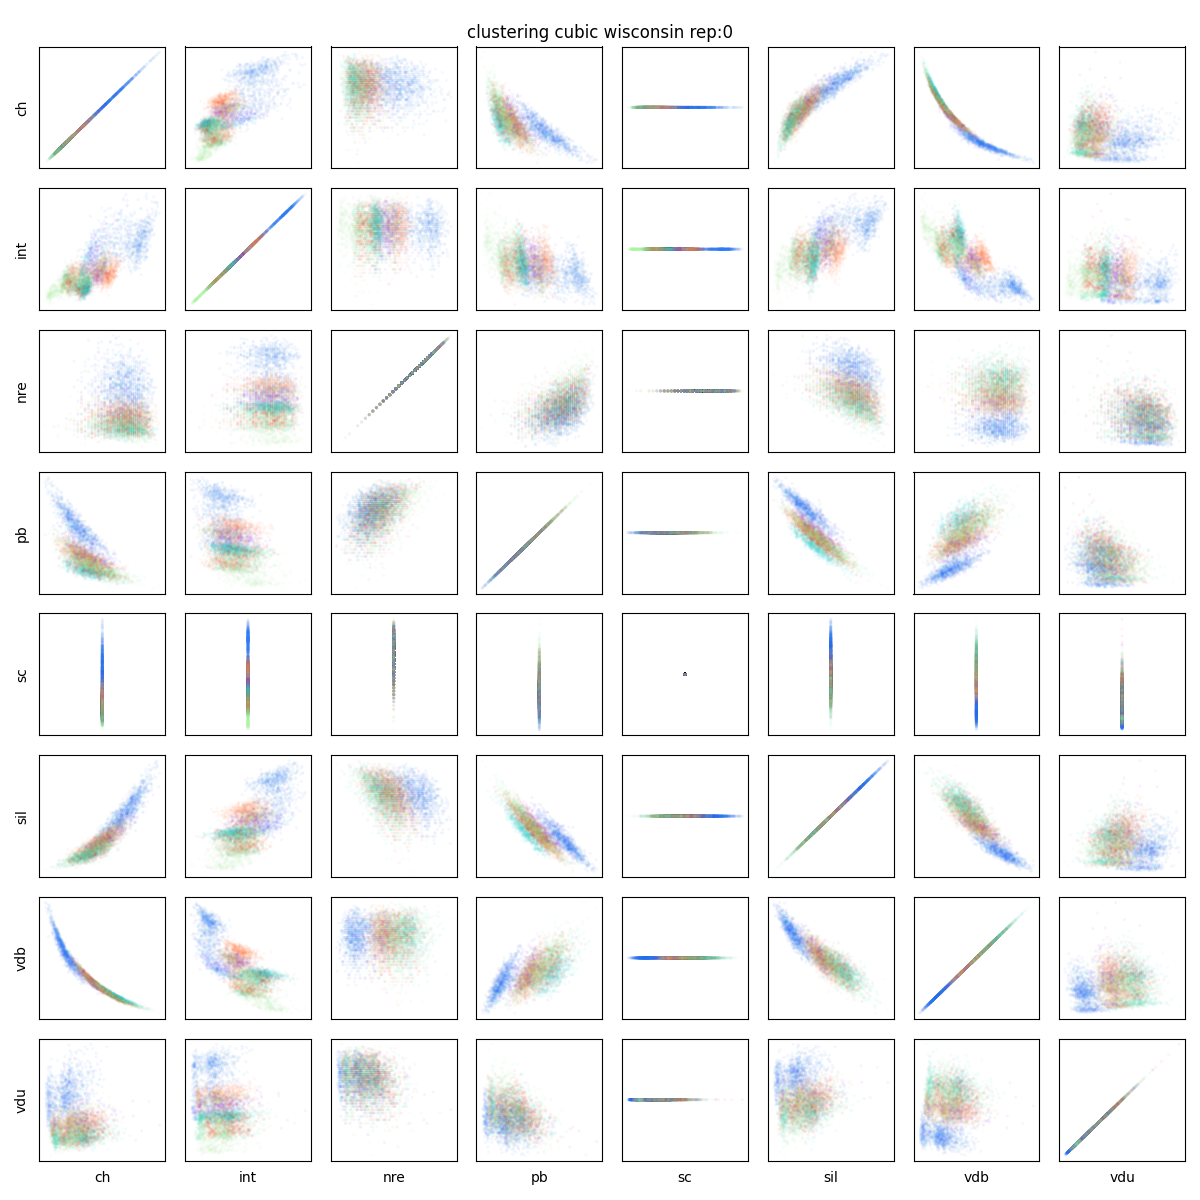 clustering cubic wisconsin rep:0
ch
int
nre
pb
sc
sil
vdb
vdu
ch int nre pb sc sil vdb vdu